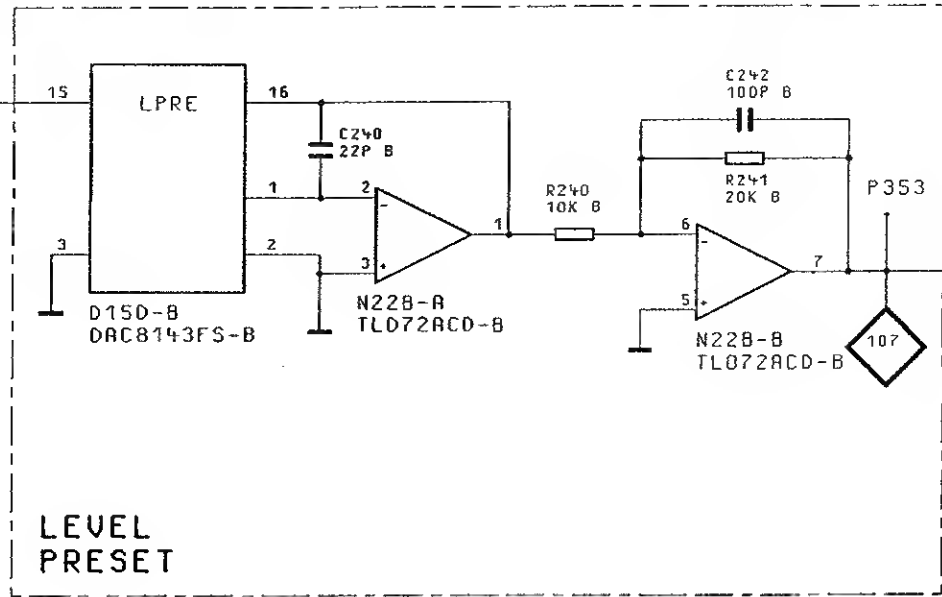 15
LPRE
16
C240
22P B
1
2
3
2
3
1
D150-B
DAC8143FS-B
N228-A
TL072ACD-B
R240
10K B
C242
100P B
R241
20K B
6
5
7
N228-B
TL072ACD-B
P353
107
LEVEL
PRESET